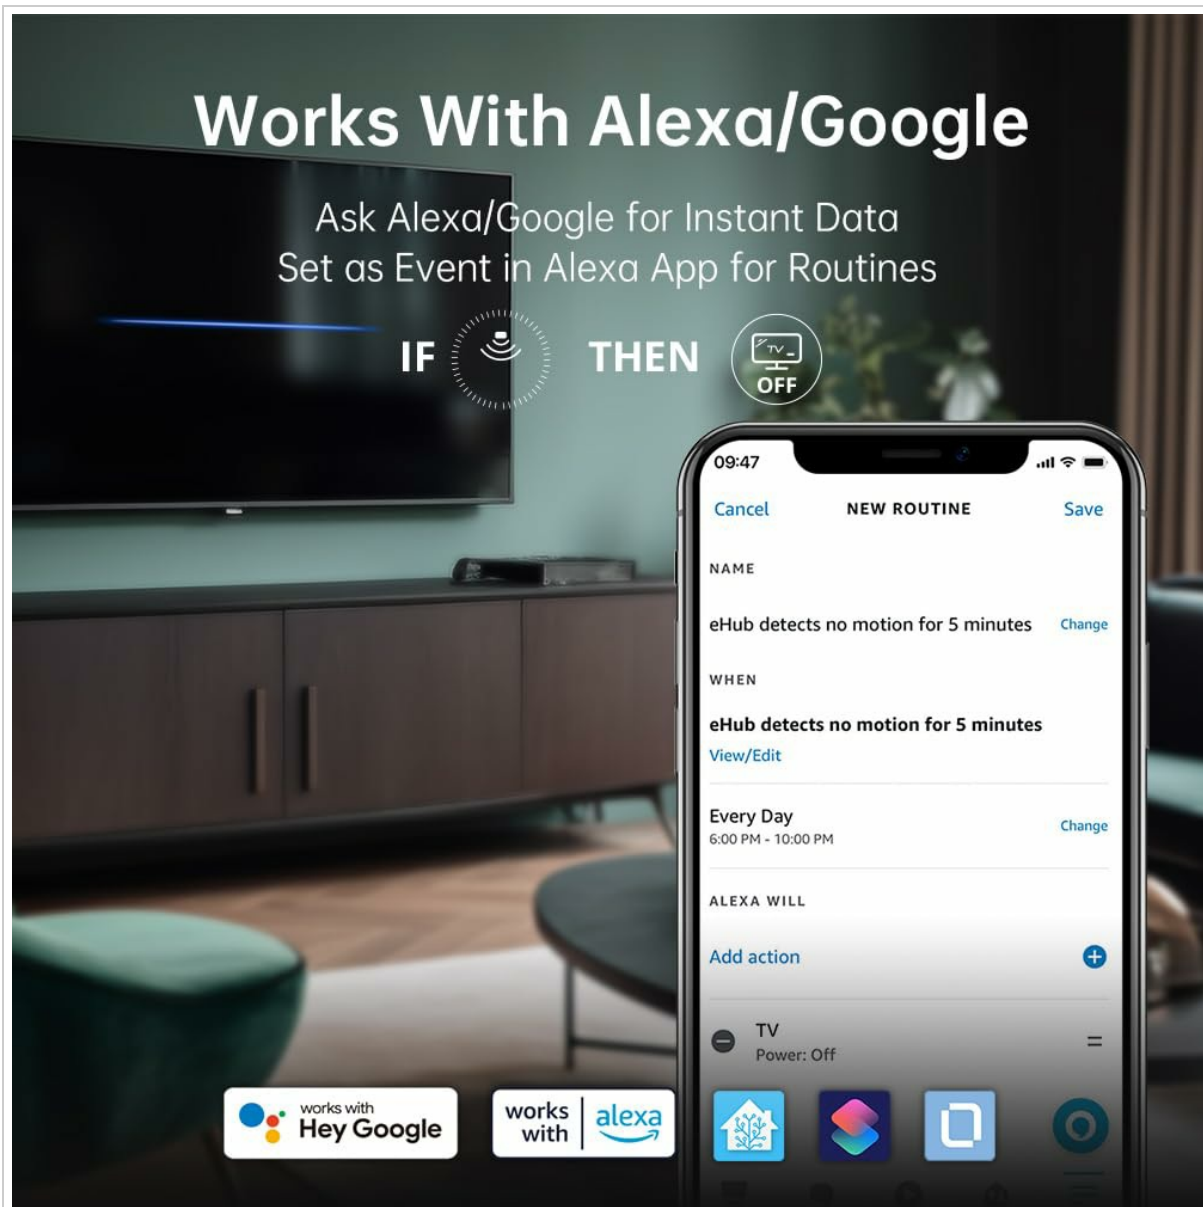 Works With Alexa/Google
Ask Alexa/Google for Instant Data
Set as Event in Alexa App for Routines
IF
THEN
TV
OFF
09:47
Cancel
NEW ROUTINE
Save
NAME
eHub detects no motion for 5 minutes
Change
WHEN
eHub detects no motion for 5 minutes
View/Edit
Every Day
6:00 PM - 10:00 PM
Change
ALEXA WILL
Add action
TV
Power: Off
works with
Hey Google
works
with
alexa